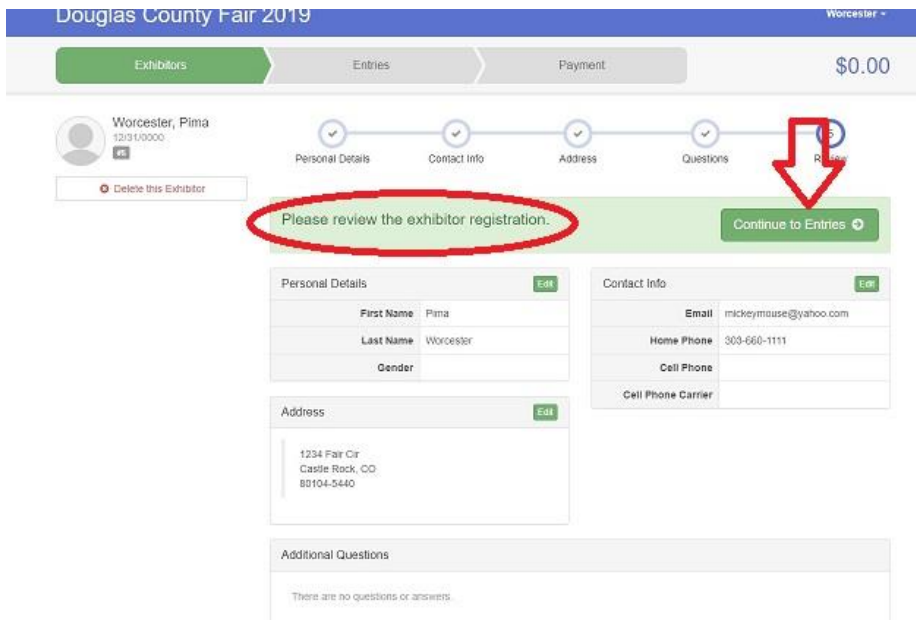 Douglas County Fair 2019
Worcester
Exhibitors
Entries
Payment
$0.00
Worcester, Pima
12/31/0000
Delete this Exhibitor
Personal Details
Contact Info
Address
Questions
5
Review
Please review the exhibitor registration.
Continue to Entries
Personal Details
Edit
First Name Pima
Last Name Worcester
Gender
Contact Info
Edit
Email mickeymouse@yahoo.com
Home Phone 303-660-1111
Cell Phone
Cell Phone Carrier
Address
Edit
1234 Fair Cir
Castle Rock, CO
80104-5440
Additional Questions
There are no questions or answers.